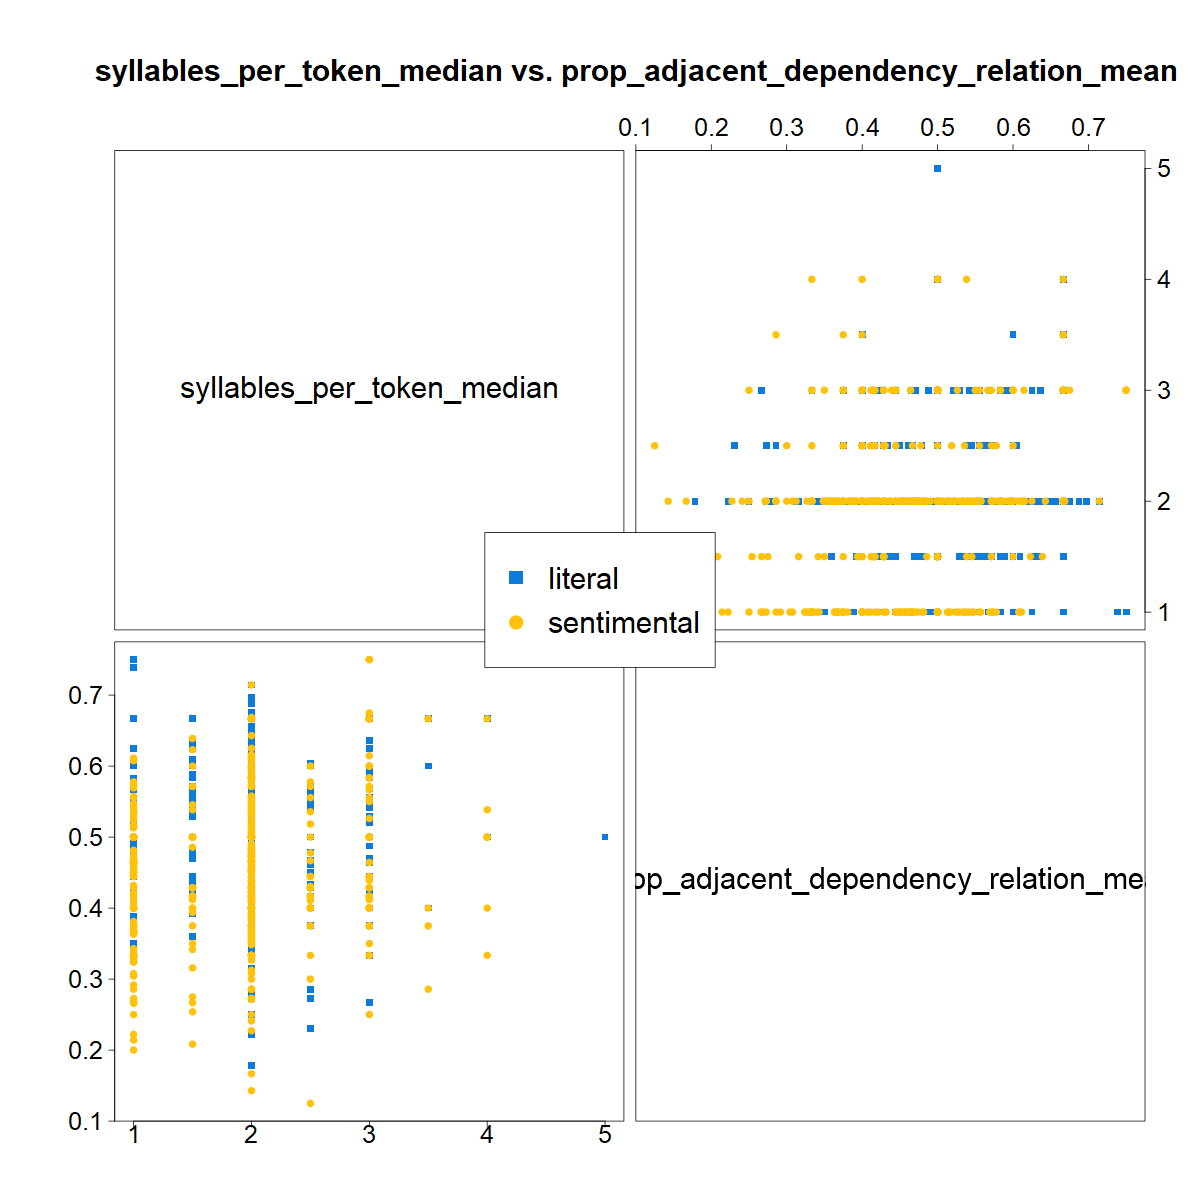 syllables_per_token_median vs. prop_adjacent_dependency_relation_mean
0.1 0.2 0.3 0.4 0.5 0.6 0.7
5
4
syllables_per_token_median
3
2
literal
sentimental
1
0.7
0.6
0.5
op_adjacent_dependency_relation_me
0.4
0.3
0.2
0.1
1 2 3 4 5